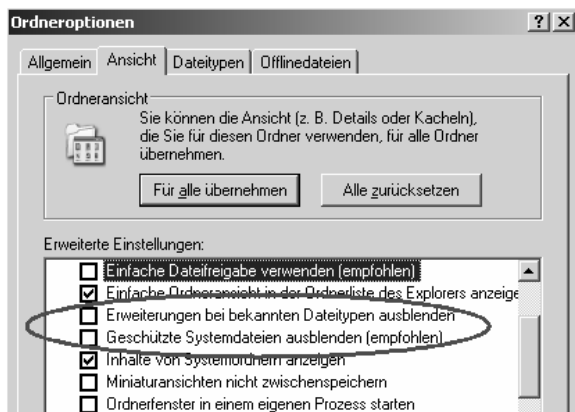 Ordneroptionen
Allgemein Ansicht Dateitypen Offlinedateien
Ordneransicht
Sie können die Ansicht (z. B. Details oder Kacheln),
die Sie für diesen Ordner verwenden, für alle Ordner
übernehmen.
Für alle übernehmen Alle zurücksetzen
Erweiterte Einstellungen:
Einfache Dateifreigabe verwenden (empfohlen)
Einfache Ordneransicht in der Ordnerliste des Explorers anzeige
Erweiterungen bei bekannten Dateitypen ausblenden
Geschützte Systemdateien ausblenden (empfohlen)
Inhalte von Systemordnern anzeigen
Miniaturansichten nicht zwischenspeichern
Ordnerfenster in einem eigenen Prozess starten